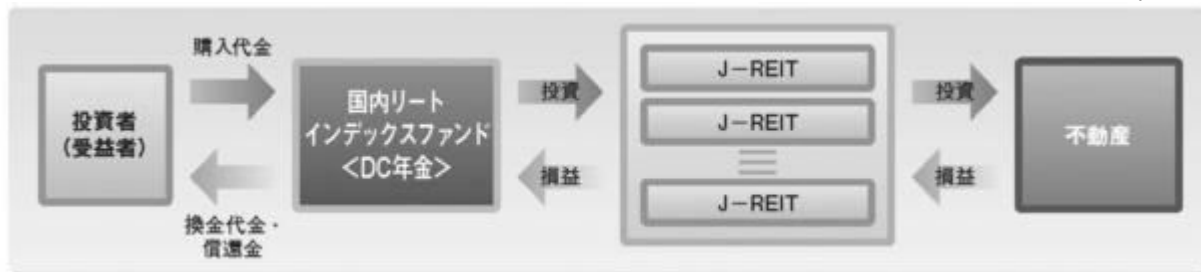 購入代金
投資者
(受益者)
換金代金・
償還金
国内リート
インデックスファンド
<DC年金>
投資
損益
J-REIT
J-REIT
J-REIT
投資
損益
不動産